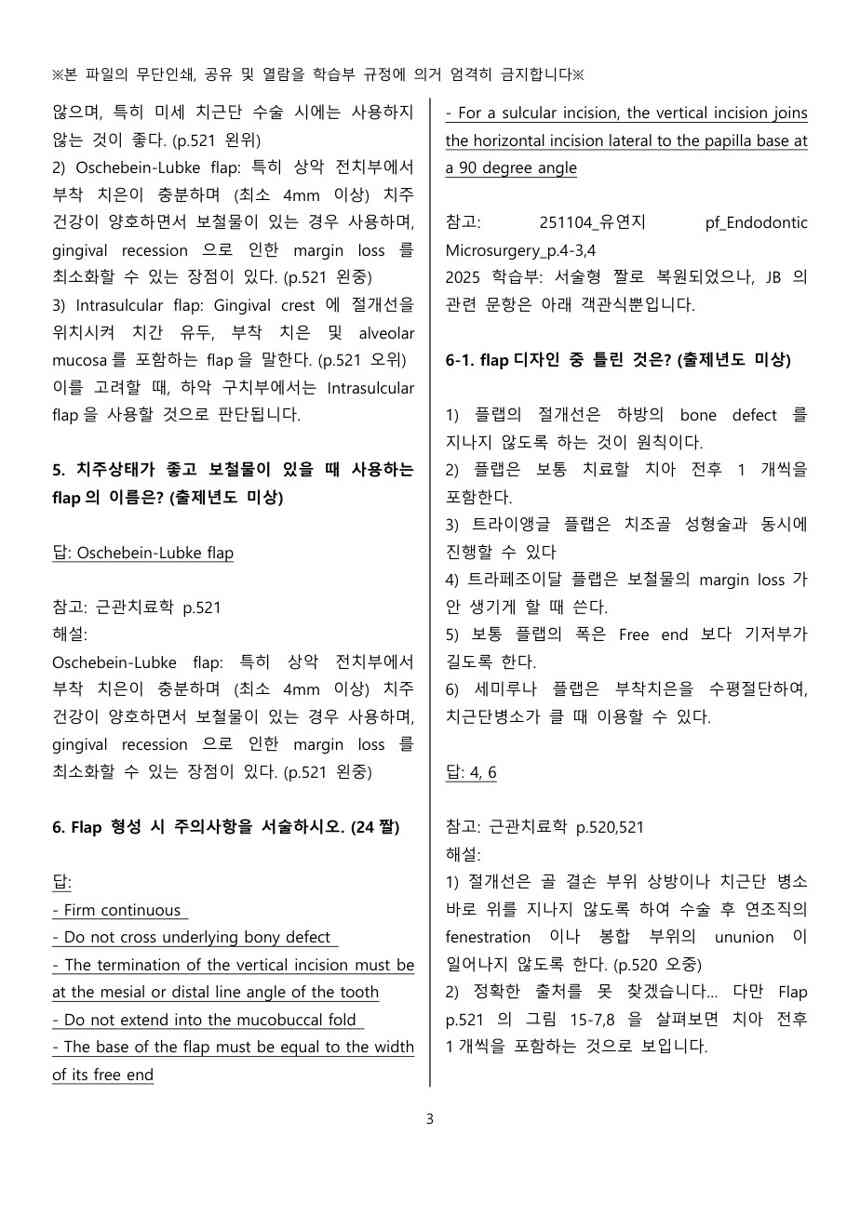 ※본 파일의 무단인쇄, 공유 및 열람을 학습부 규정에 의거 엄격히 금지합니다※
않으며, 특히 미세 치근단 수술 시에는 사용하지
않는 것이 좋다. (p.521 왼위)
2) Oschebein-Lubke flap: 특히 상악 전치부에서
부착 치은이 충분하며 (최소 4mm 이상) 치주
건강이 양호하면서 보철물이 있는 경우 사용하며,
gingival recession 으로 인한 margin loss 를
최소화할 수 있는 장점이 있다. (p.521 왼중)
3) Intrasulcular flap: Gingival crest 에 절개선을
위치시켜 치간 유두, 부착 치은 및 alveolar
mucosa 를 포함하는 flap 을 말한다. (p.521 오위)
이를 고려할 때, 하악 구치부에서는 Intrasulcular
flap 을 사용할 것으로 판단됩니다.
5. 치주상태가 좋고 보철물이 있을 때 사용하는
flap 의 이름은? (출제년도 미상)
답: Oschebein-Lubke flap
참고: 근관치료학 p.521
해설:
Oschebein-Lubke flap: 특히 상악 전치부에서
부착 치은이 충분하며 (최소 4mm 이상) 치주
건강이 양호하면서 보철물이 있는 경우 사용하며,
gingival recession 으로 인한 margin loss 를
최소화할 수 있는 장점이 있다. (p.521 왼중)
6. Flap 형성 시 주의사항을 서술하시오. (24 짤)
답:
- Firm continuous
- Do not cross underlying bony defect
- The termination of the vertical incision must be
at the mesial or distal line angle of the tooth
- Do not extend into the mucobuccal fold
- The base of the flap must be equal to the width
of its free end
- For a sulcular incision, the vertical incision joins
the horizontal incision lateral to the papilla base at
a 90 degree angle
참고: 251104_유연지 pf_Endodontic
Microsurgery_p.4-3,4
2025 학습부: 서술형 짤로 복원되었으나, JB 의
관련 문항은 아래 객관식뿐입니다.
6-1. flap 디자인 중 틀린 것은? (출제년도 미상)
1) 플랩의 절개선은 하방의 bone defect 를
지나지 않도록 하는 것이 원칙이다.
2) 플랩은 보통 치료할 치아 전후 1 개씩을
포함한다.
3) 트라이앵글 플랩은 치조골 성형술과 동시에
진행할 수 있다
4) 트라페조이달 플랩은 보철물의 margin loss 가
안 생기게 할 때 쓴다.
5) 보통 플랩의 폭은 Free end 보다 기저부가
길도록 한다.
6) 세미루나 플랩은 부착치은을 수평절단하여,
치근단병소가 클 때 이용할 수 있다.
답: 4, 6
참고: 근관치료학 p.520,521
해설:
1) 절개선은 골 결손 부위 상방이나 치근단 병소
바로 위를 지나지 않도록 하여 수술 후 연조직의
fenestration 이나 봉합 부위의 ununion 이
일어나지 않도록 한다. (p.520 오중)
2) 정확한 출처를 못 찾겠습니다... 다만 Flap
p.521 의 그림 15-7,8 을 살펴보면 치아 전후
1 개씩을 포함하는 것으로 보입니다.
3